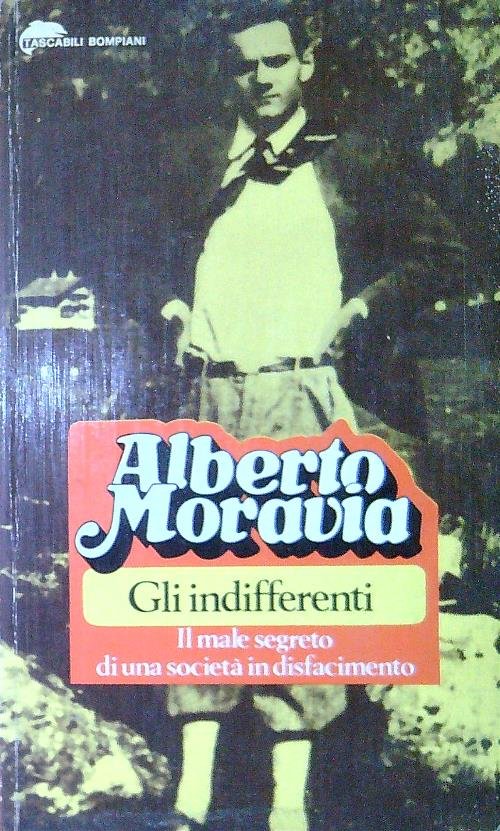 TASCABILI BOMPIANI
Alberto
Moravia
Gli indifferenti
Il male segreto
di una società in disfacimento